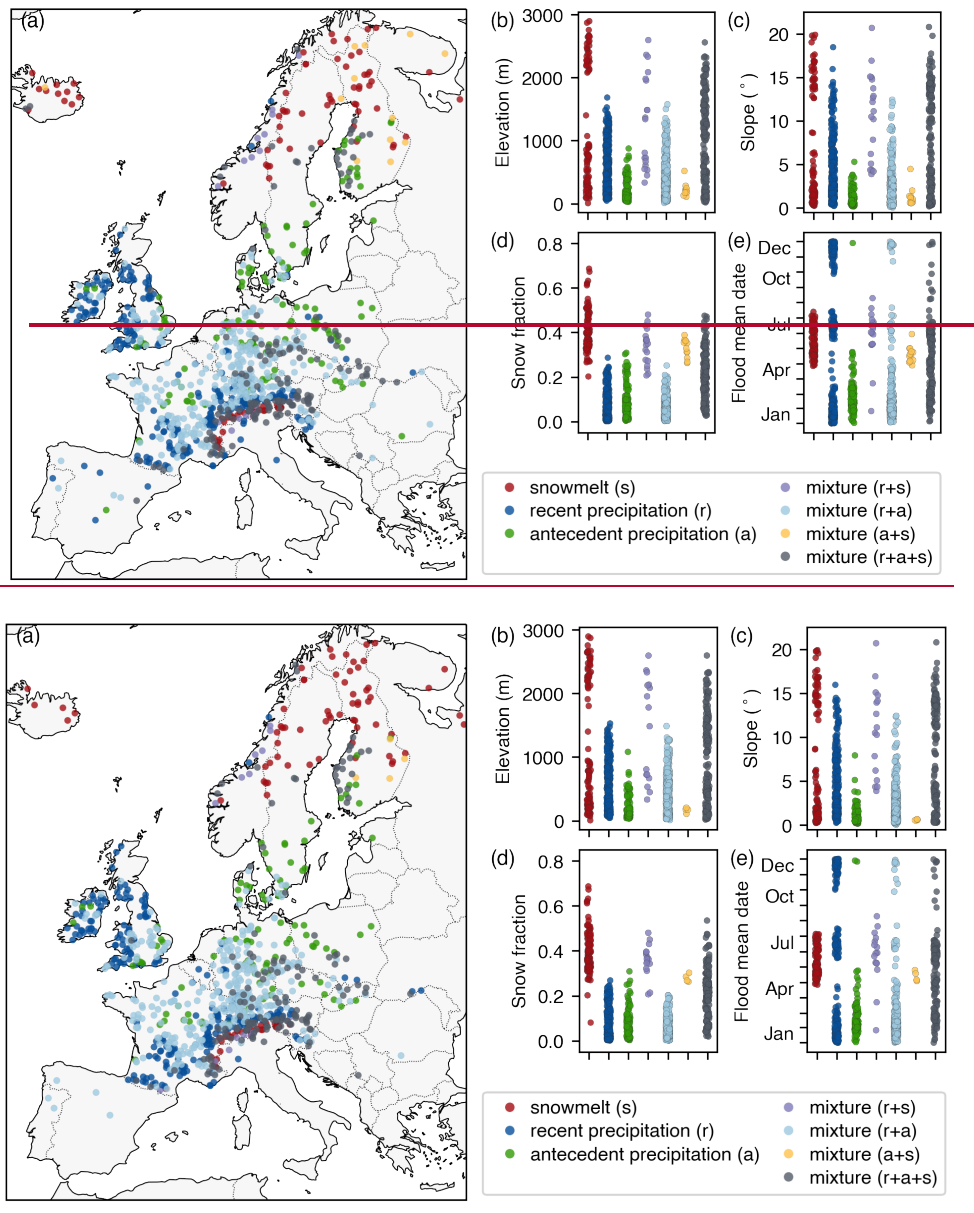 (a)
(b)
3000
2000
1000
0
Elevation (m)
(c)
20
15
10
5
0
Slope (°)
(d)
0.8
0.6
0.4
0.2
0.0
Snow fraction
(e)
Dec
Oct
Jul
Apr
Jan
Flood mean date
snowmelt (s)
recent precipitation (r)
antecedent precipitation (a)
mixture (r+s)
mixture (r+a)
mixture (a+s)
mixture (r+a+s)
(a)
(b)
3000
2000
1000
0
Elevation (m)
(c)
20
15
10
5
0
Slope (°)
(d)
0.8
0.6
0.4
0.2
0.0
Snow fraction
(e)
Dec
Oct
Jul
Apr
Jan
Flood mean date
snowmelt (s)
recent precipitation (r)
antecedent precipitation (a)
mixture (r+s)
mixture (r+a)
mixture (a+s)
mixture (r+a+s)